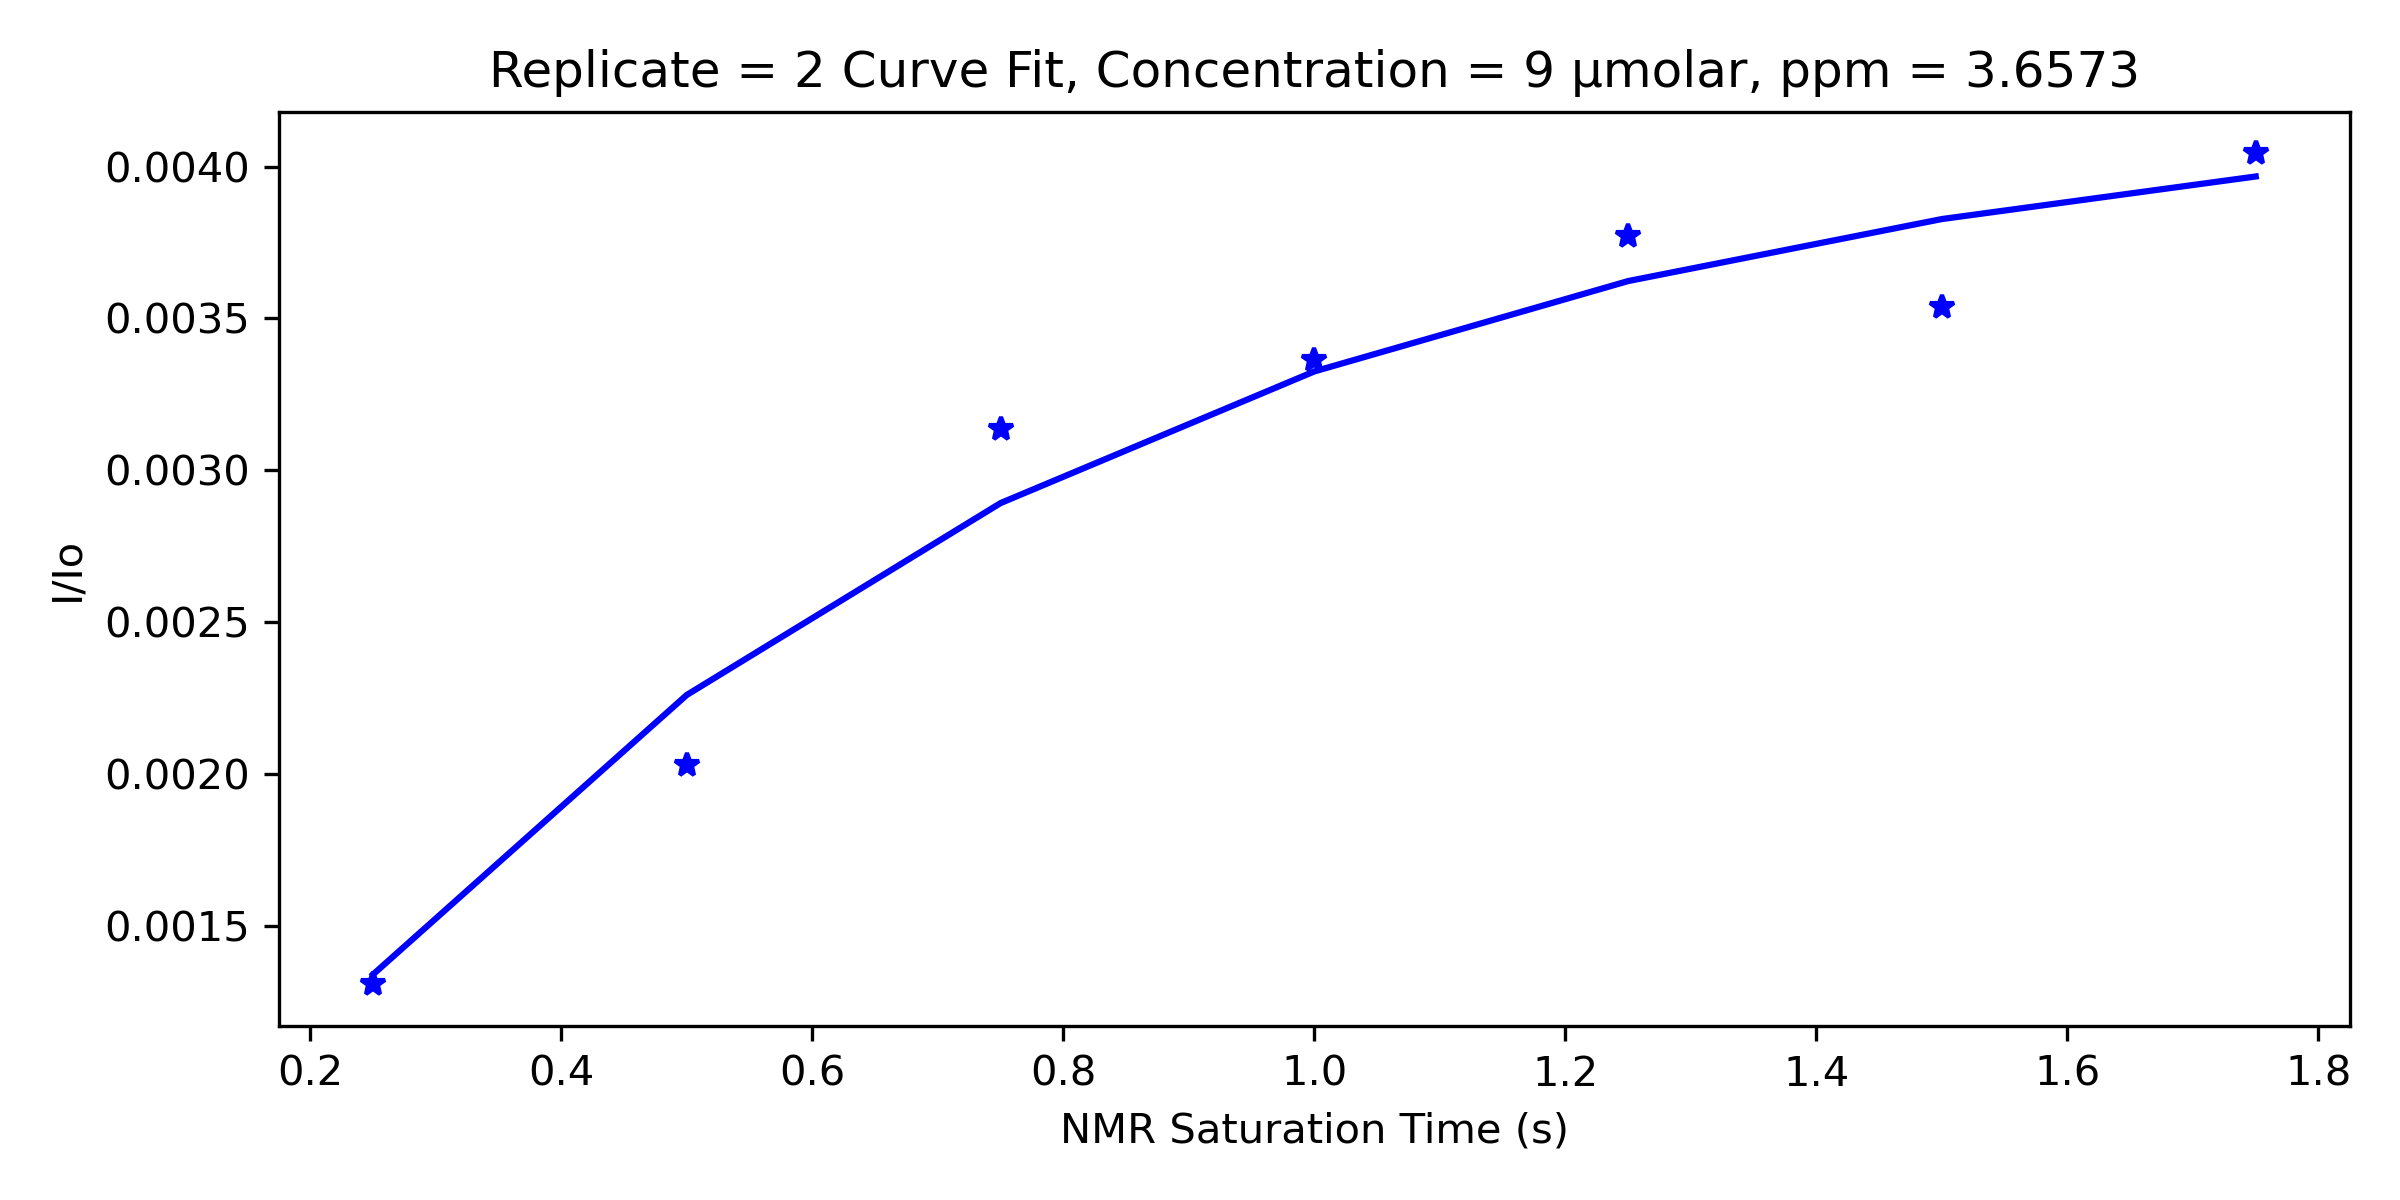 Replicate = 2 Curve Fit, Concentration = 9 µmolar, ppm = 3.6573
0.0040
0.0035
0.0030
0.0025
0.0020
0.0015
I/Io
0.2 0.4 0.6 0.8 1.0 1.2 1.4 1.6 1.8
NMR Saturation Time (s)